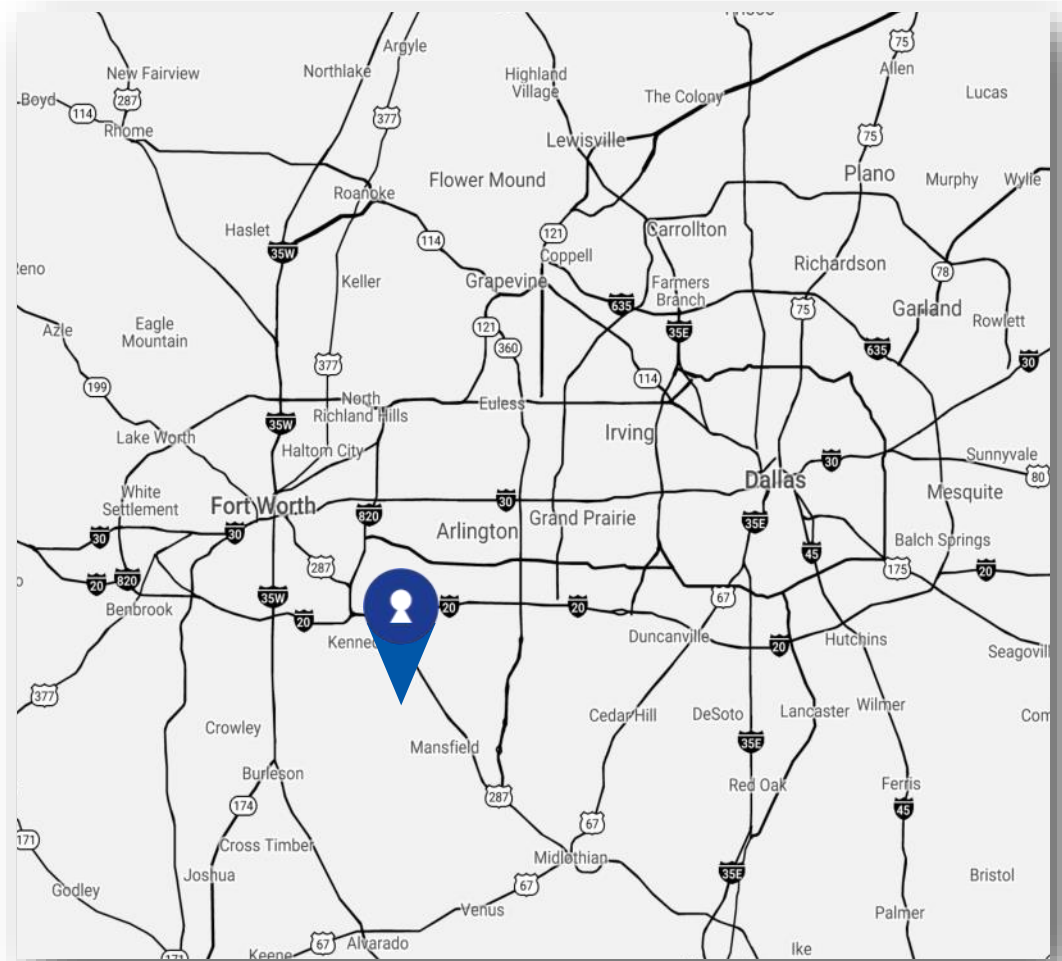 Argyle
75
New Fairview
Northlake
Highland
Village
Allen
287
Boyd
114
377
The Colony
Lucas
Rhome
Lewisville
75
Plano
Flower Mound
Murphy
Wylie
Roanoke
Haslet
114
121
Carrollton
35W
Coppell
Richardson
78
Keller
Grapevine
Farmers
Branch
635
75
Garland
Rowlett
Azle
Eagle
Mountain
121
360
35E
635
30
377
114
199
North
Richland Hills
Euless
35W
Irving
Lake Worth
Haltom City
30
Sunnyvale
80
White
Settlement
Fort Worth
30
Dallas
Mesquite
820
Arlington
Grand Prairie
35E
30
30
45
Balch Springs
287
175
20
820
20
35W
20
20
67
Benbrook
20
Kenned
Duncanville
20
Hutchins
Seagovill
377
Crowley
Cedar Hill
DeSoto
Lancaster
Wilmer
Com
Mansfield
35E
Burleson
287
Red Oak
Ferris
174
45
67
171
Cross Timber
Midlothian
Godley
Joshua
67
35E
Bristol
Venus
Palmer
67
Alvarado
Ike
Keene
171